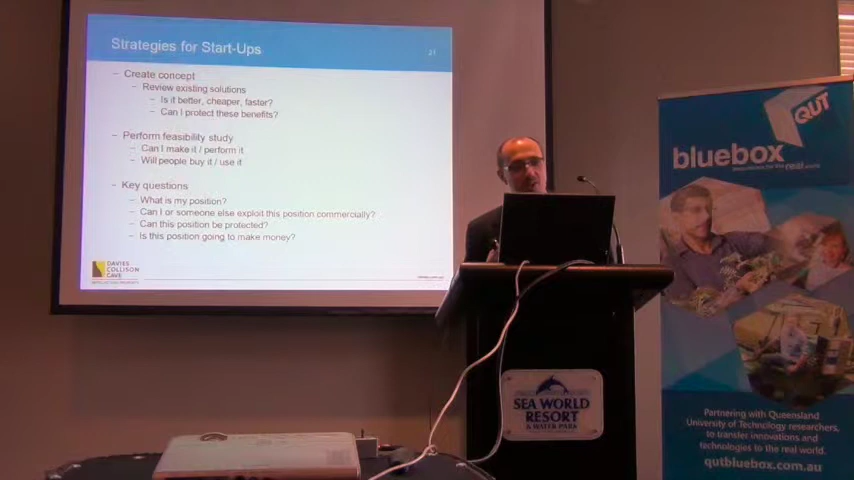 Strategies for Start-Ups
21
– Create concept
– Review existing solutions
– Is it better, cheaper, faster?
– Can I protect these benefits?
– Perform feasibility study
– Can I make it / perform it
– Will people buy it / use it
– Key questions
– What is my position?
– Can I or someone else exploit this position commercially?
– Can this position be protected?
– Is this position going to make money?
DAVIES
COLLISON
CAVE
SEA WORLD
RESORT
& WATER PARK
QUT
bluebox
real world
Partnering with Queensland
University of Technology researchers,
to transfer innovations and
technologies to the real world.
qutbluebox.com.au